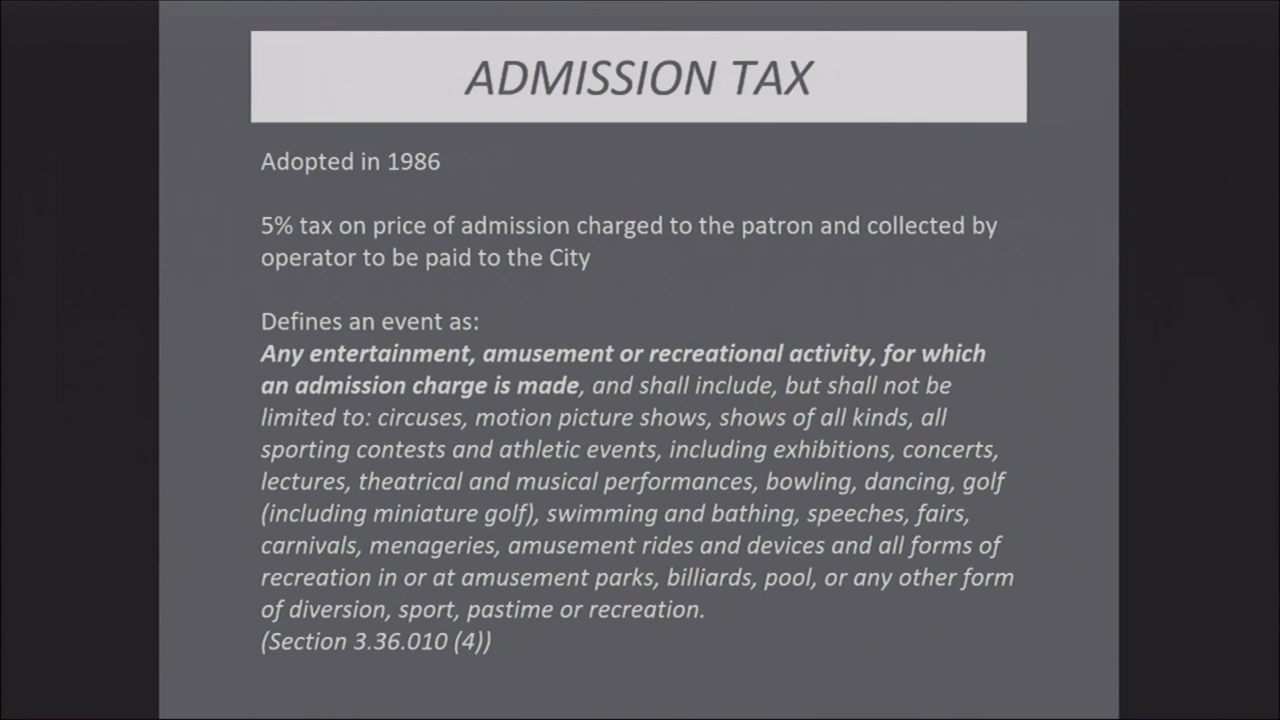 ADMISSION TAX
Adopted in 1986
5% tax on price of admission charged to the patron and collected by
operator to be paid to the City
Defines an event as:
Any entertainment, amusement or recreational activity, for which
an admission charge is made, and shall include, but shall not be
limited to: circuses, motion picture shows, shows of all kinds, all
sporting contests and athletic events, including exhibitions, concerts,
lectures, theatrical and musical performances, bowling, dancing, golf
(including miniature golf), swimming and bathing, speeches, fairs,
carnivals, menageries, amusement rides and devices and all forms of
recreation in or at amusement parks, billiards, pool, or any other form
of diversion, sport, pastime or recreation.
(Section 3.36.010 (4))